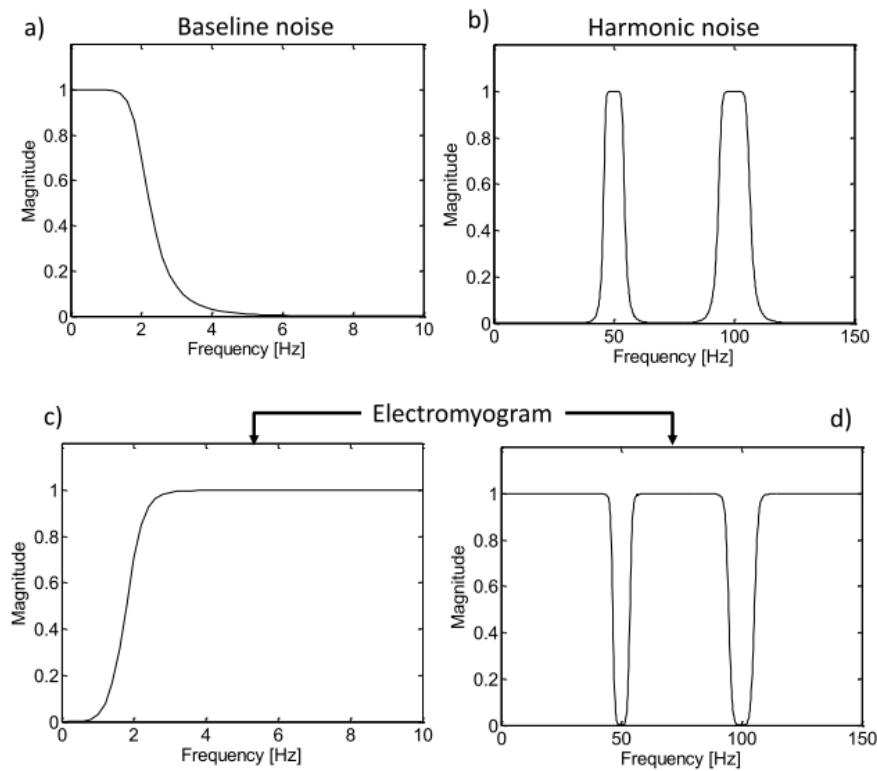 a)
Baseline noise
1
0.8
0.6
0.4
0.2
0
Magnitude
0 2 4 6 8 10
Frequency [Hz]
b)
Harmonic noise
1
0.8
0.6
0.4
0.2
0
Magnitude
0 50 100 150
Frequency [Hz]
Electromyogram
c)
1
0.8
0.6
0.4
0.2
0
Magnitude
0 2 4 6 8 10
Frequency [Hz]
d)
1
0.8
0.6
0.4
0.2
0
Magnitude
0 50 100 150
Frequency [Hz]